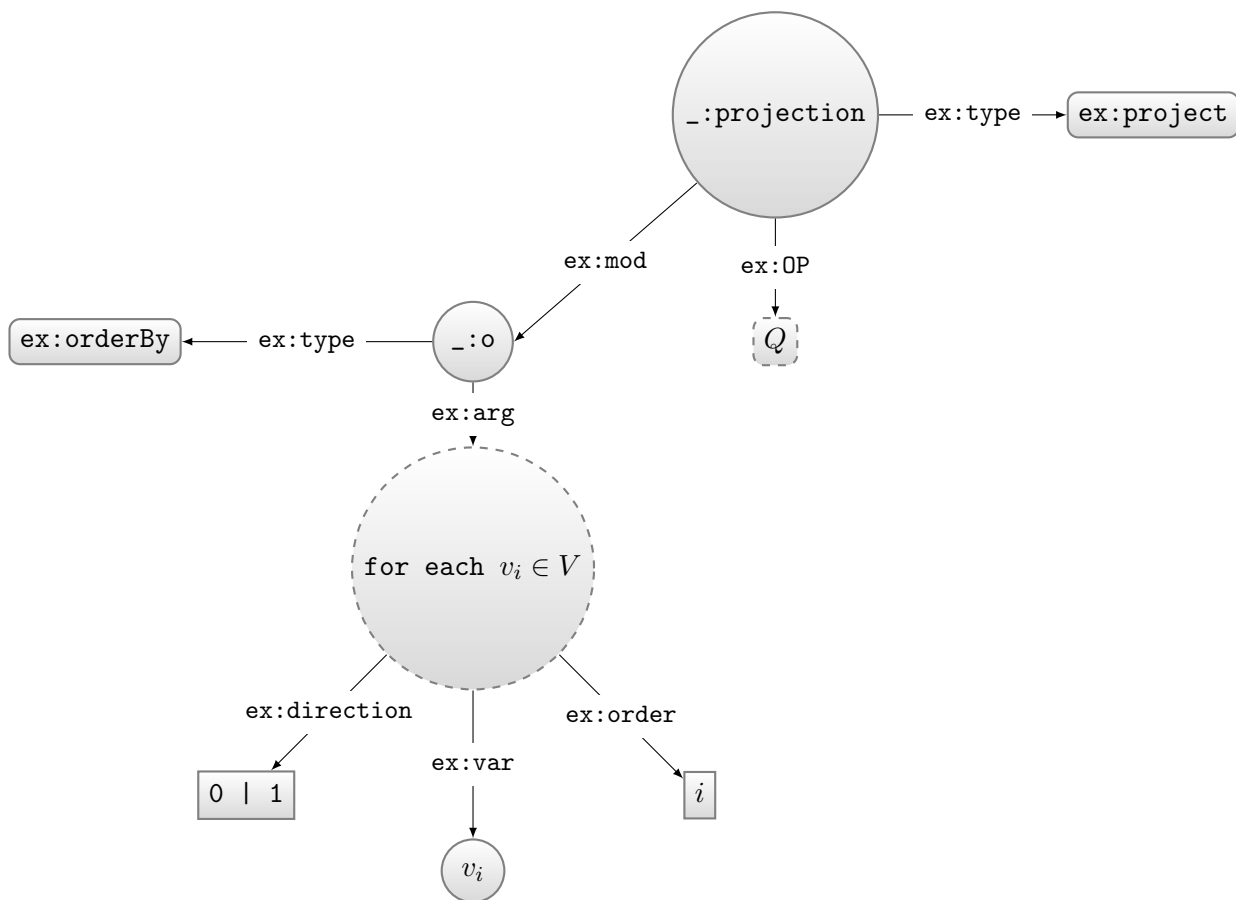 _:projection
ex:type
ex:project
ex:mod
ex:OP
ex:orderBy
ex:type
_:o
Q
ex:arg
for each v_i ∈ V
ex:direction
ex:order
ex:var
0 | 1
i
v_i